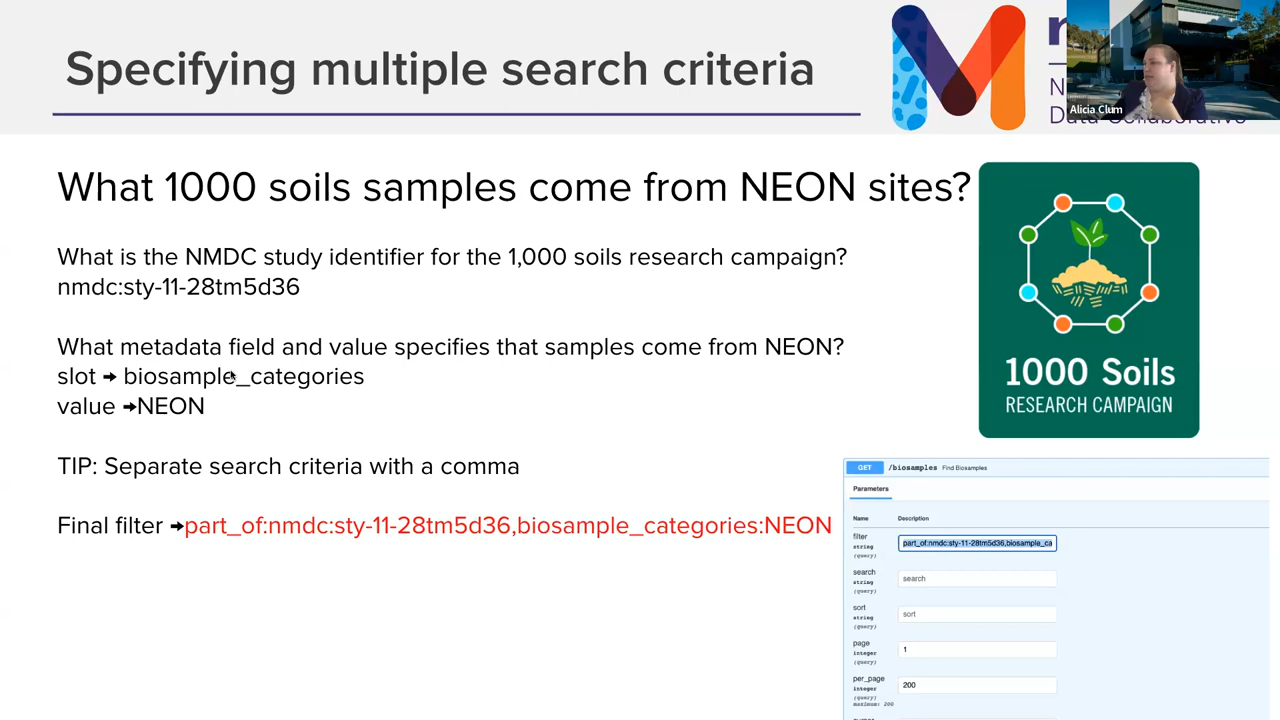 Specifying multiple search criteria
Alicia Clum
What 1000 soils samples come from NEON sites?
What is the NMDC study identifier for the 1,000 soils research campaign?
nmdc:sty-11-28tm5d36
What metadata field and value specifies that samples come from NEON?
slot → biosample_categories
value →NEON
TIP: Separate search criteria with a comma
Final filter →part_of:nmdc:sty-11-28tm5d36,biosample_categories:NEON
1000 Soils
RESEARCH CAMPAIGN
GET /biosamples Find Biosamples
Parameters
Name Description
filter
string
(query)
part_of:nmdc:sty-11-28tm5d36,biosample_ca
search
string
(query)
search
sort
string
(query)
sort
page
integer
(query)
1
per_page
integer
(query)
maximum: 200
200